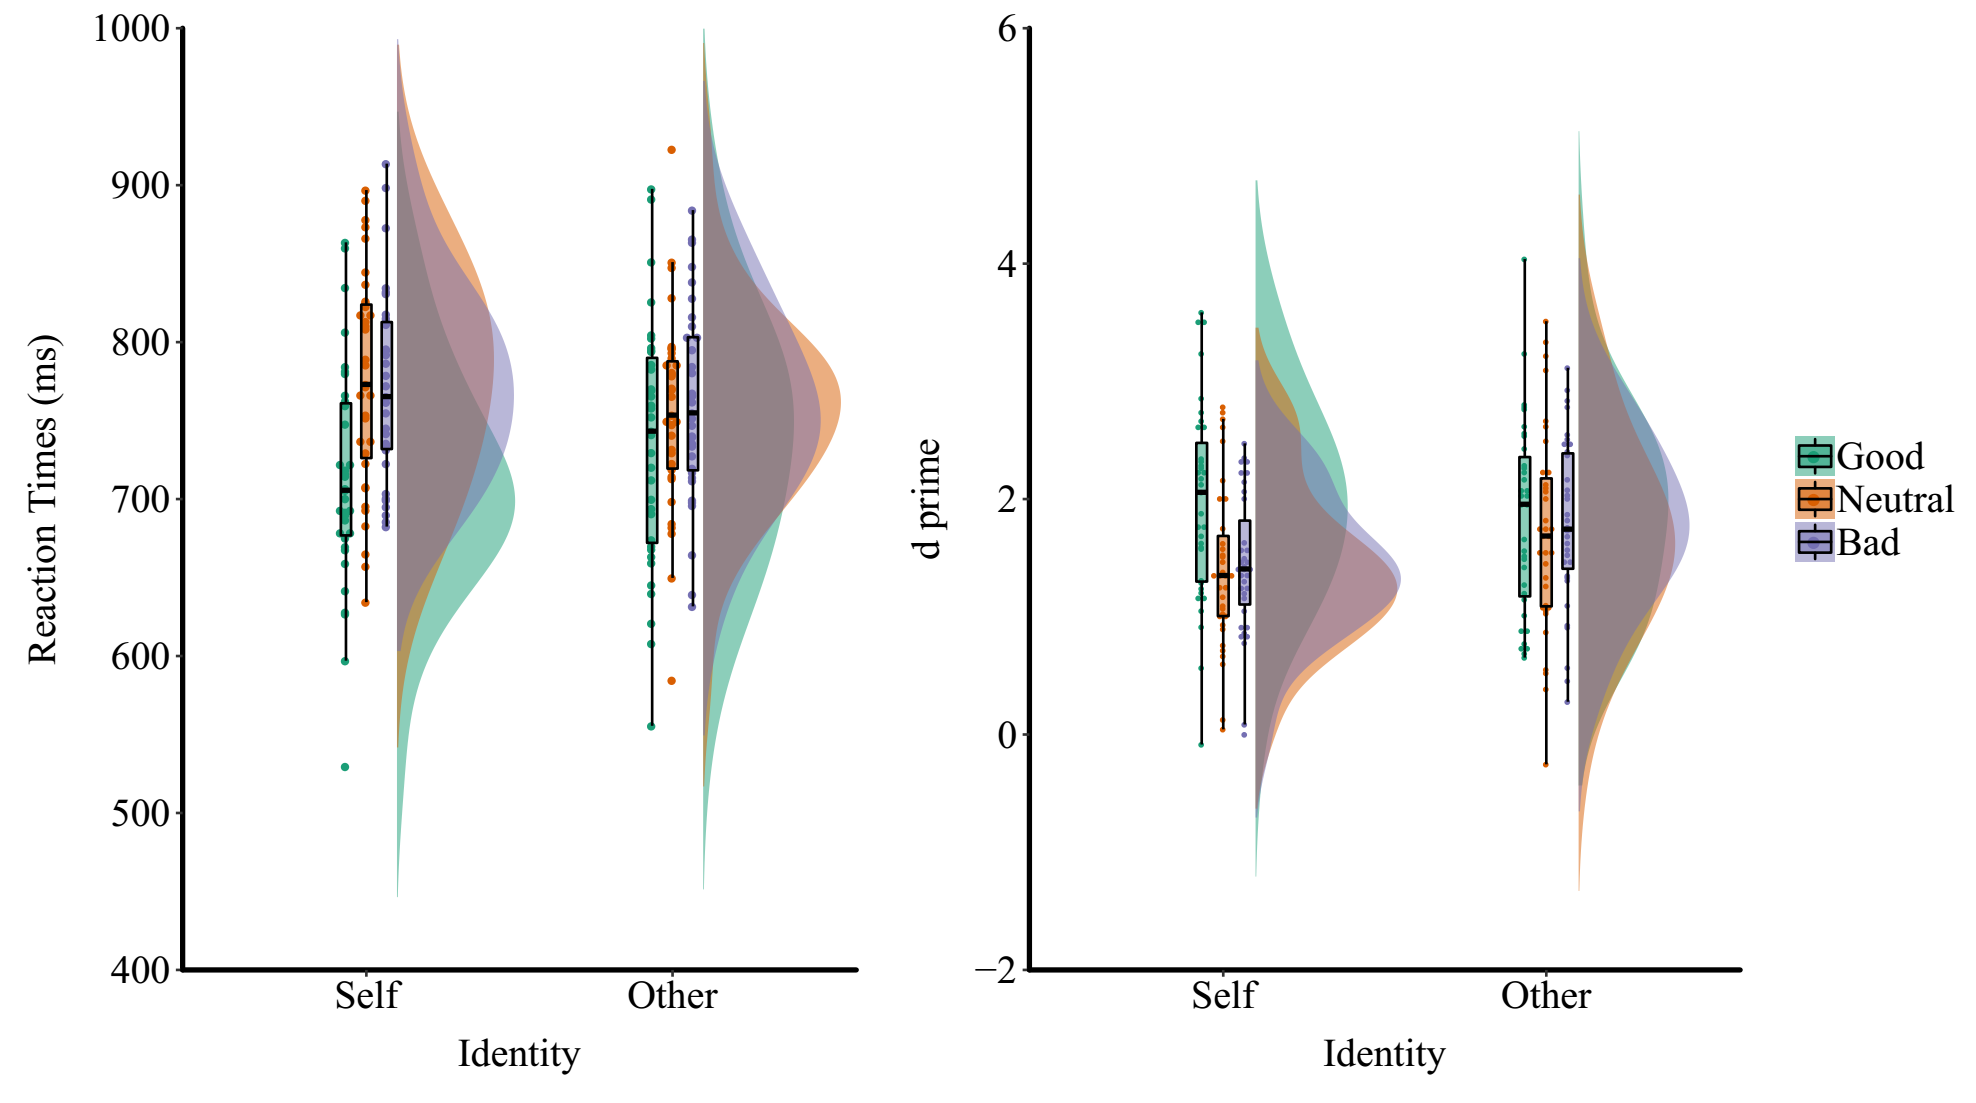 Reaction Times (ms)
1000
900
800
700
600
500
400
Self Other
Identity
d prime
6
4
2
0
−2
Self Other
Identity
Good
Neutral
Bad